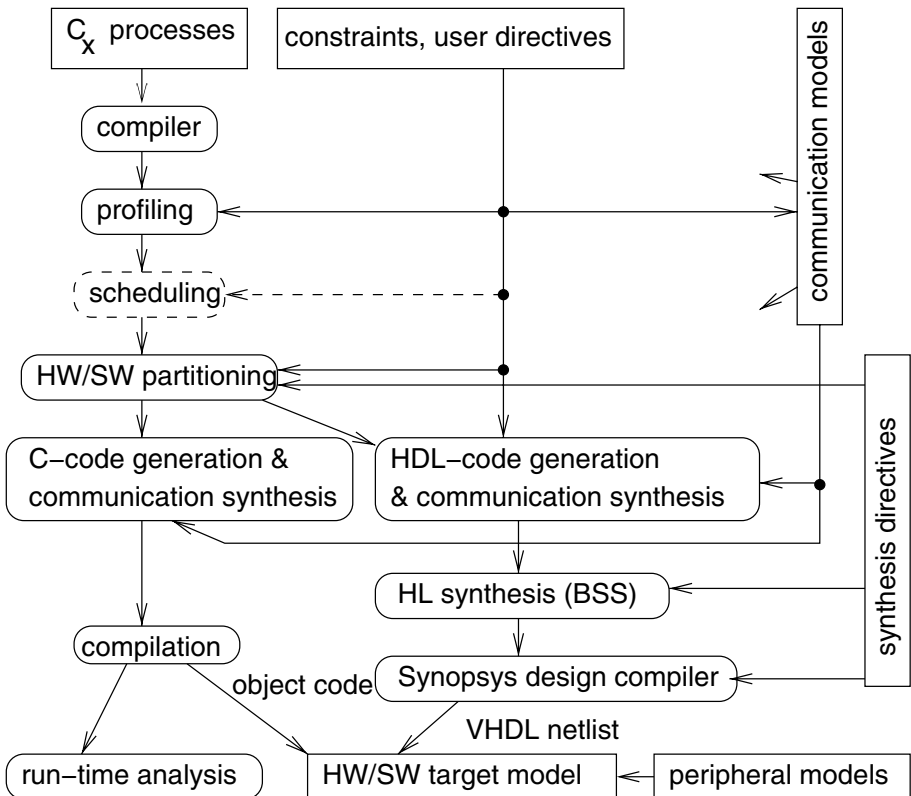 Cx processes
constraints, user directives
communication models
compiler
profiling
scheduling
HW/SW partitioning
C−code generation &
communication synthesis
HDL−code generation
& communication synthesis
synthesis directives
HL synthesis (BSS)
compilation
object code
Synopsys design compiler
VHDL netlist
run−time analysis
HW/SW target model
peripheral models